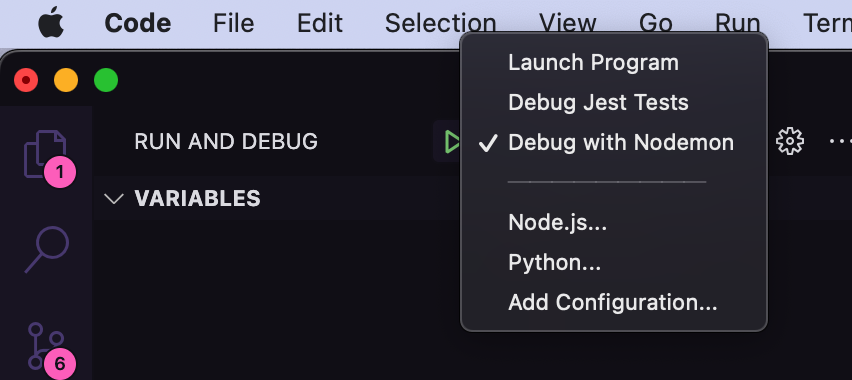 Code File Edit Selection View Go Run Term
Launch Program
Debug Jest Tests
RUN AND DEBUG
Debug with Nodemon
1
VARIABLES
Node.js...
Python...
Add Configuration...
6